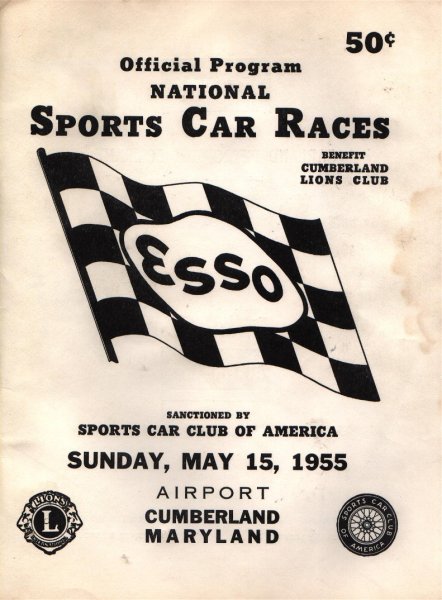 50¢
Official Program
NATIONAL
SPORTS CAR RACES
BENEFIT
CUMBERLAND
LIONS CLUB
ESSO
SANCTIONED BY
SPORTS CAR CLUB OF AMERICA
SUNDAY, MAY 15, 1955
AIRPORT
CUMBERLAND
MARYLAND
LIONS
L
INTERNATIONAL
SPORTS CAR CLUB
OF AMERICA